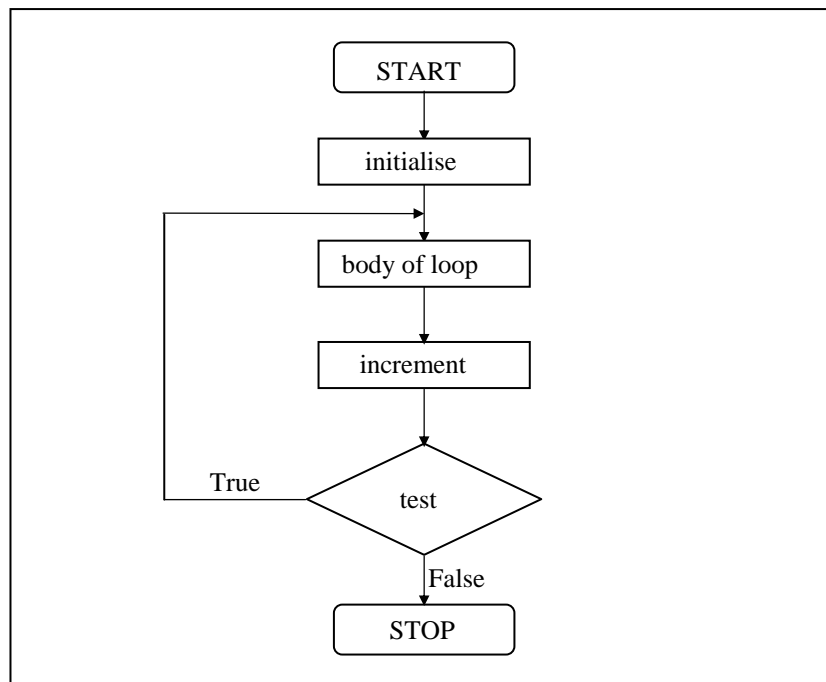 START
initialise
body of loop
increment
True
test
False
STOP